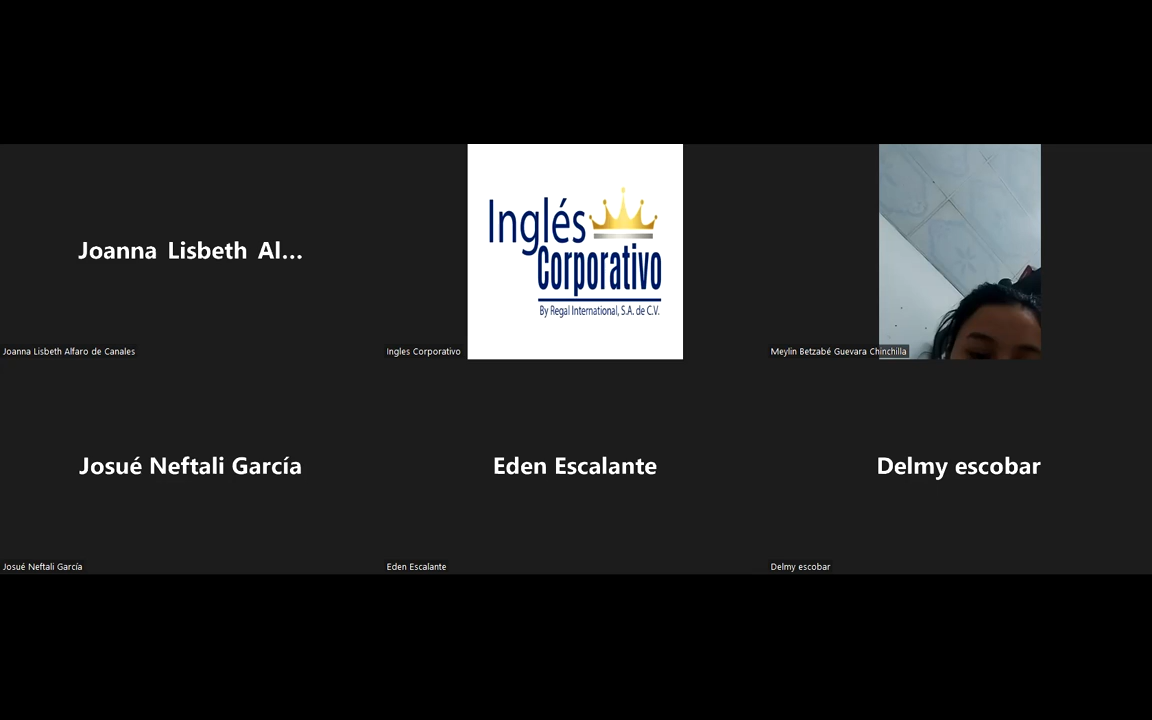 Joanna Lisbeth Al...
Joanna Lisbeth Alfaro de Canales
Inglés
Corporativo
By Regal International, S.A. de C.V.
Ingles Corporativo
Meylin Betzabé Guevara Chinchilla
Josué Neftali García
Josué Neftali García
Eden Escalante
Eden Escalante
Delmy escobar
Delmy escobar